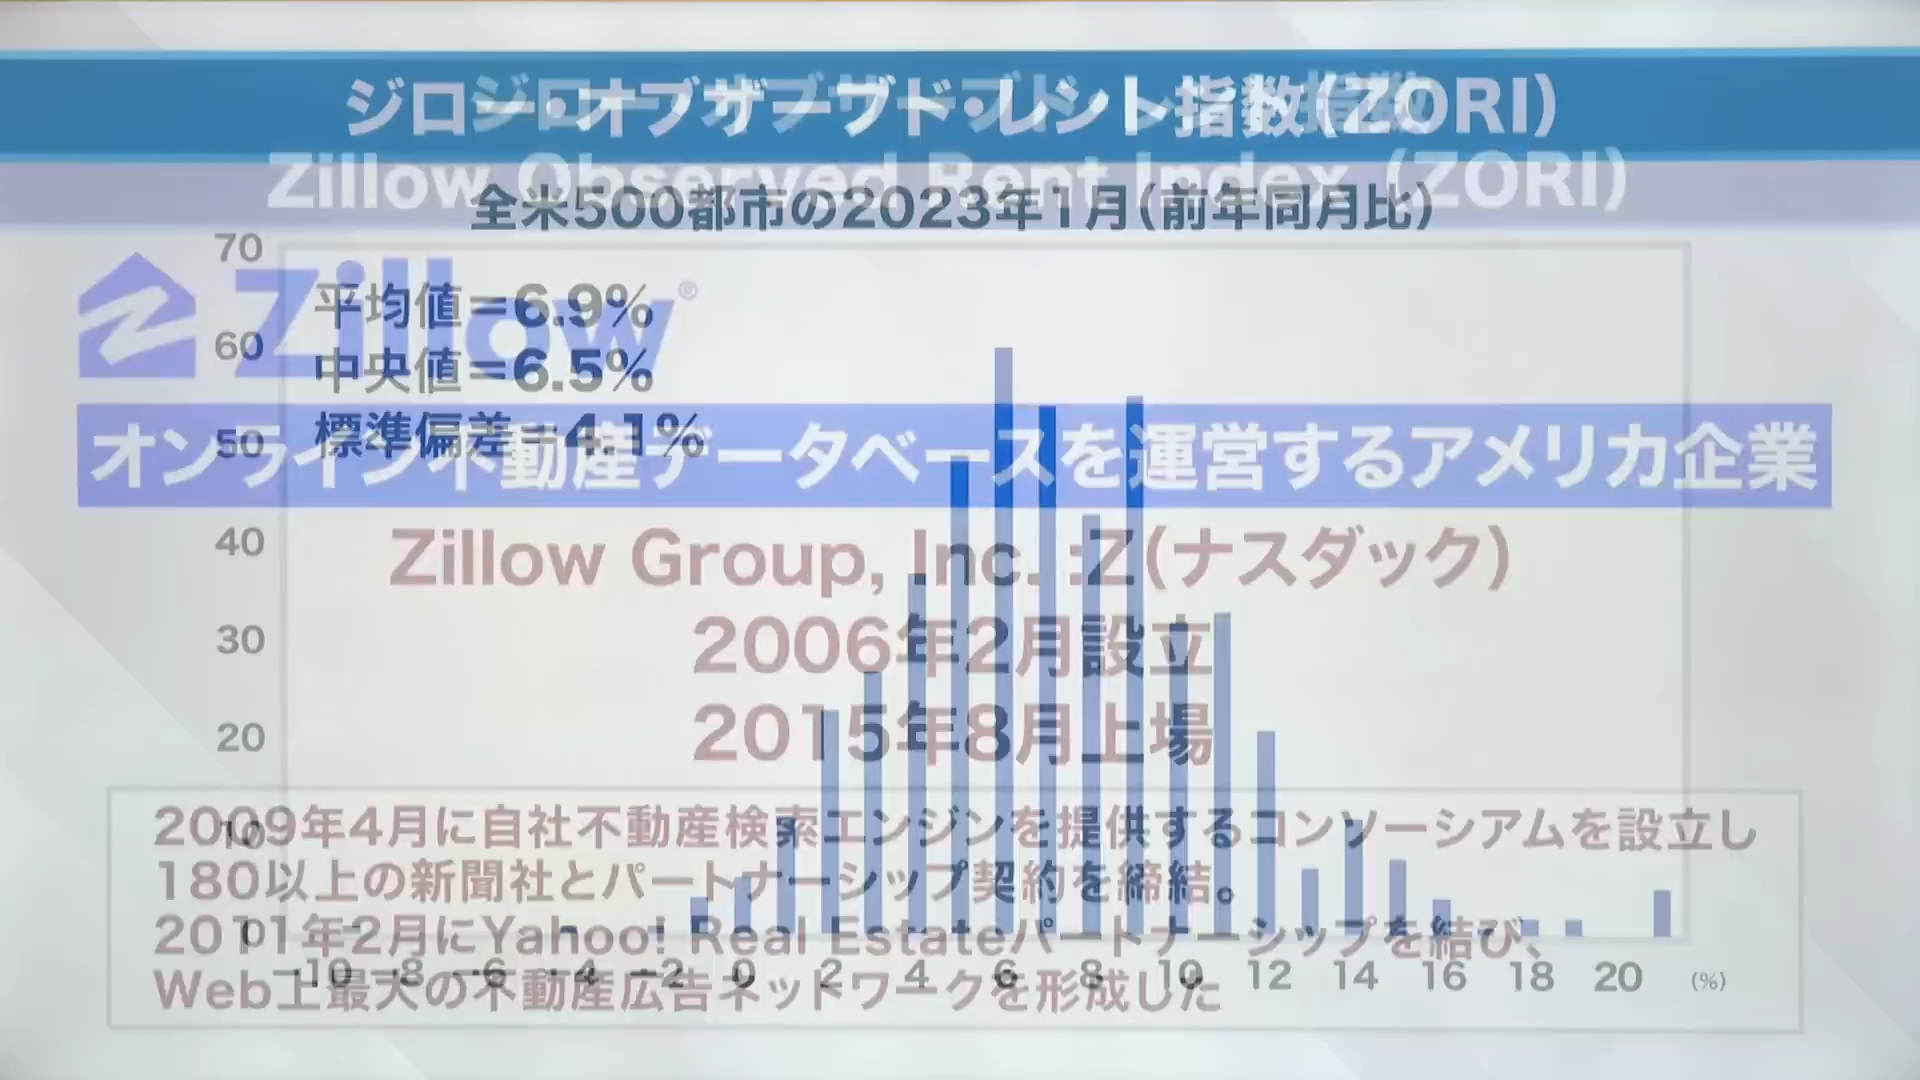 ジロー・オブザーブド・レント指数(ZORI)
Zillow Observed Rent Index (ZORI)
全米500都市の2023年1月(前年同月比)
Zillow®
平均値=6.9%
中央値=6.5%
標準偏差=4.1%
オンライン不動産データベースを運営するアメリカ企業
Zillow Group, Inc. :Z(ナスダック)
2006年2月設立
2015年8月上場
2009年4月に自社不動産検索エンジンを提供するコンソーシアムを設立し
180以上の新聞社とパートナーシップ契約を締結。
2011年2月にYahoo! Real Estateパートナーシップを結び、
Web上最大の不動産広告ネットワークを形成した
70
60
50
40
30
20
10
0
-10 -8 -6 -4 -2 0 2 4 6 8 10 12 14 16 18 20 (%)